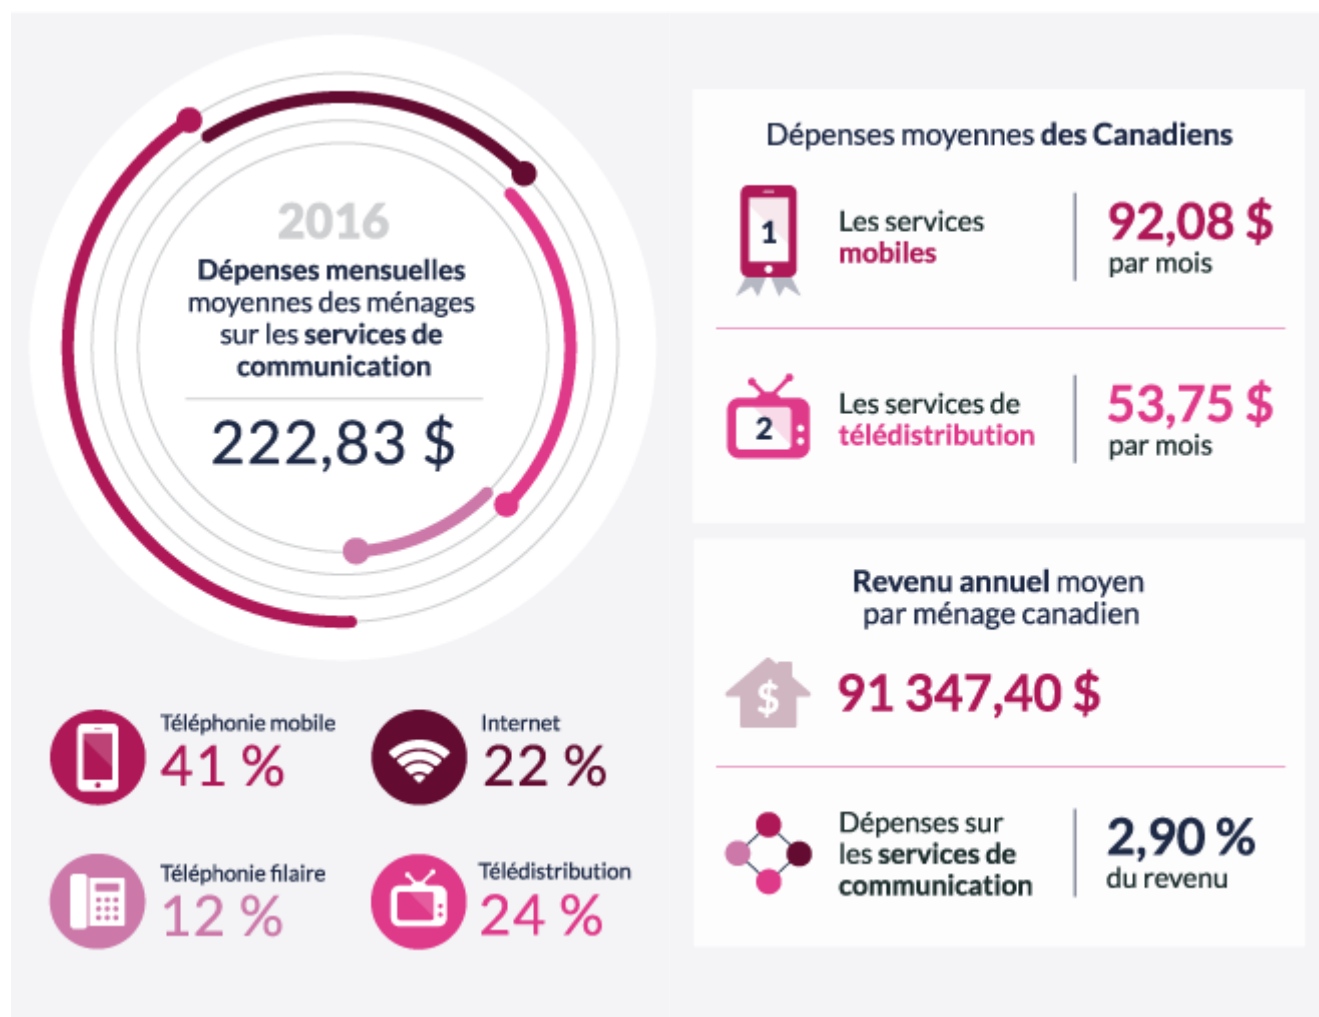 2016
Dépenses mensuelles
moyennes des ménages
sur les services de
communication
222,83 $
Téléphonie mobile
41 %
Internet
22 %
Téléphonie filaire
12 %
Télédistribution
24 %
Dépenses moyennes des Canadiens
1
Les services
mobiles
92,08 $
par mois
2
Les services de
télédistribution
53,75 $
par mois
Revenu annuel moyen
par ménage canadien
$
91 347,40 $
Dépenses sur
les services de
communication
2,90 %
du revenu